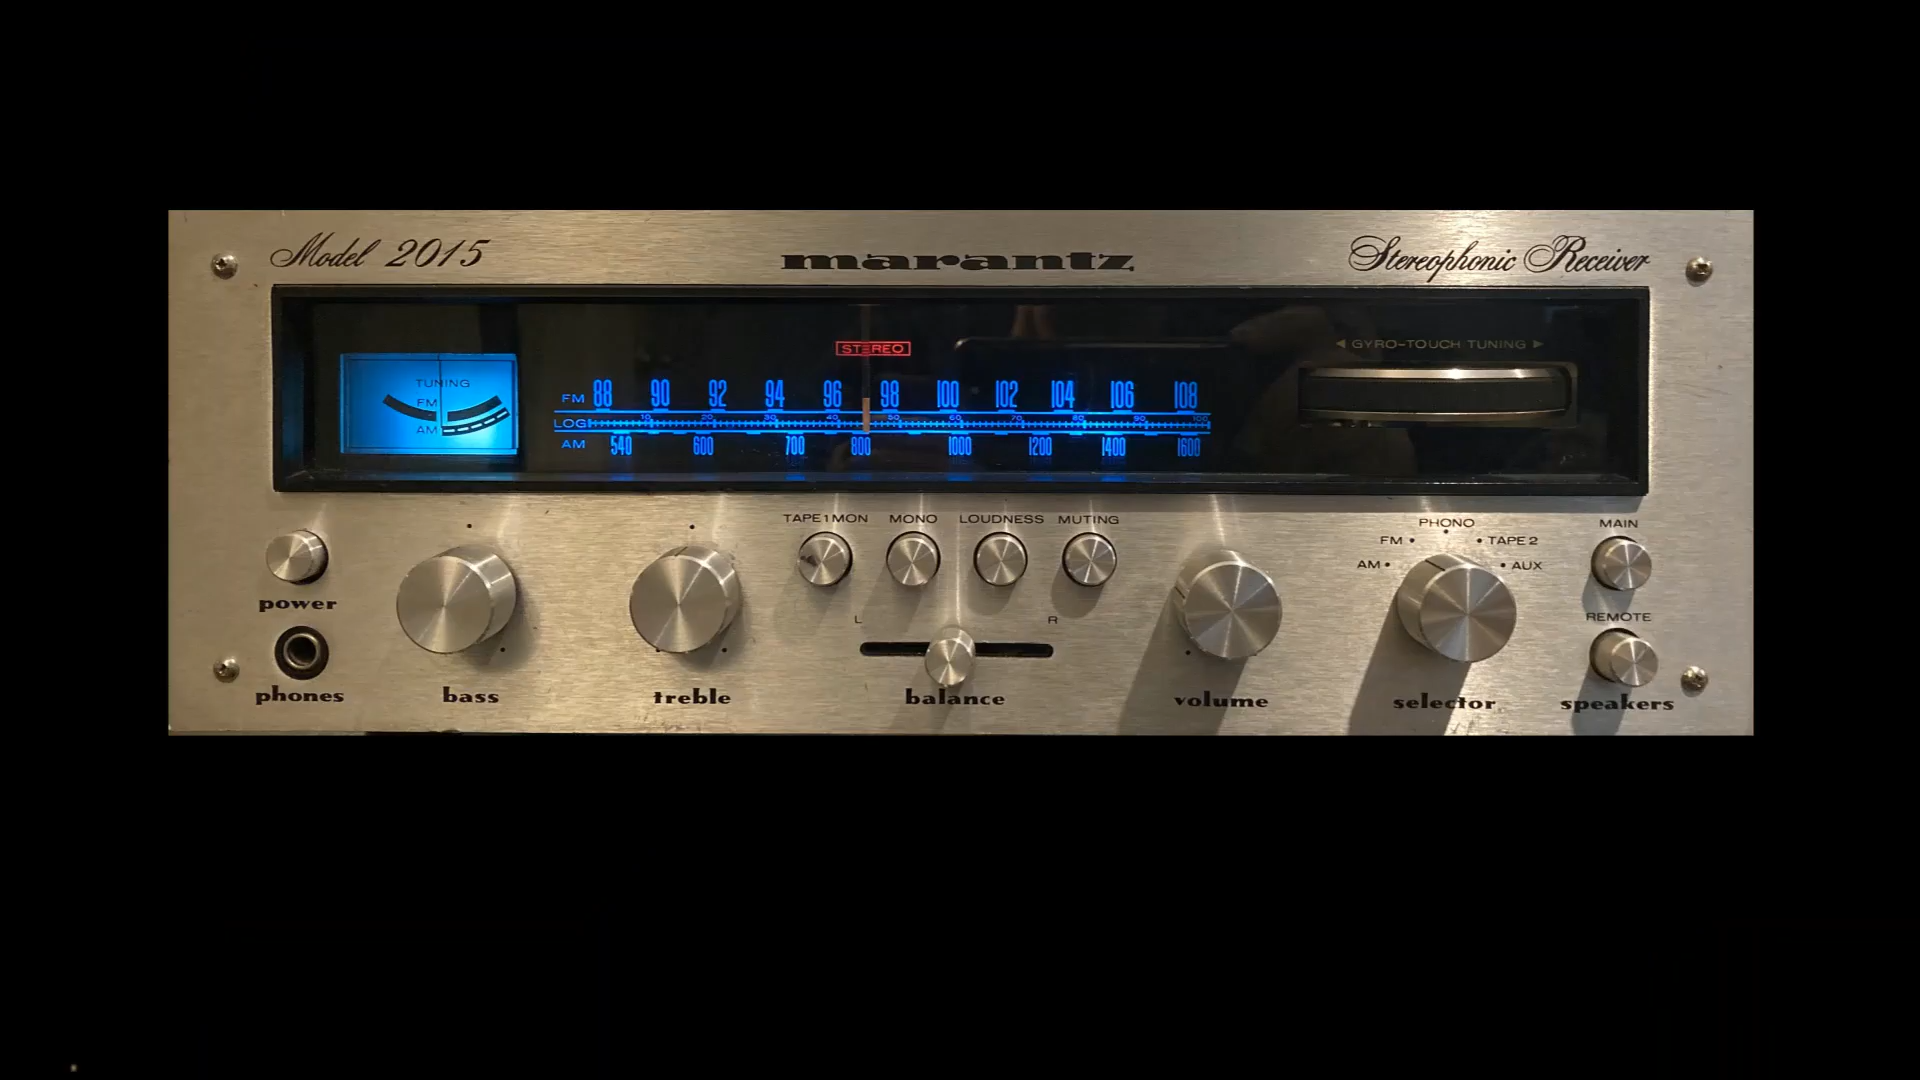 Model 2015
marantz
Stereophonic Receiver
STEREO
◄ GYRO-TOUCH TUNING ►
TUNING
FM
AM
FM 88 90 92 94 96 98 100 102 104 106 108
LOG 10 20 30 40 50 60 70 80 90 100
AM 540 600 700 800 1000 1200 1400 1600
TAPE 1 MON MONO LOUDNESS MUTING
PHONO
FM TAPE 2
AM AUX
MAIN
power
L R
REMOTE
phones bass treble balance volume selector speakers